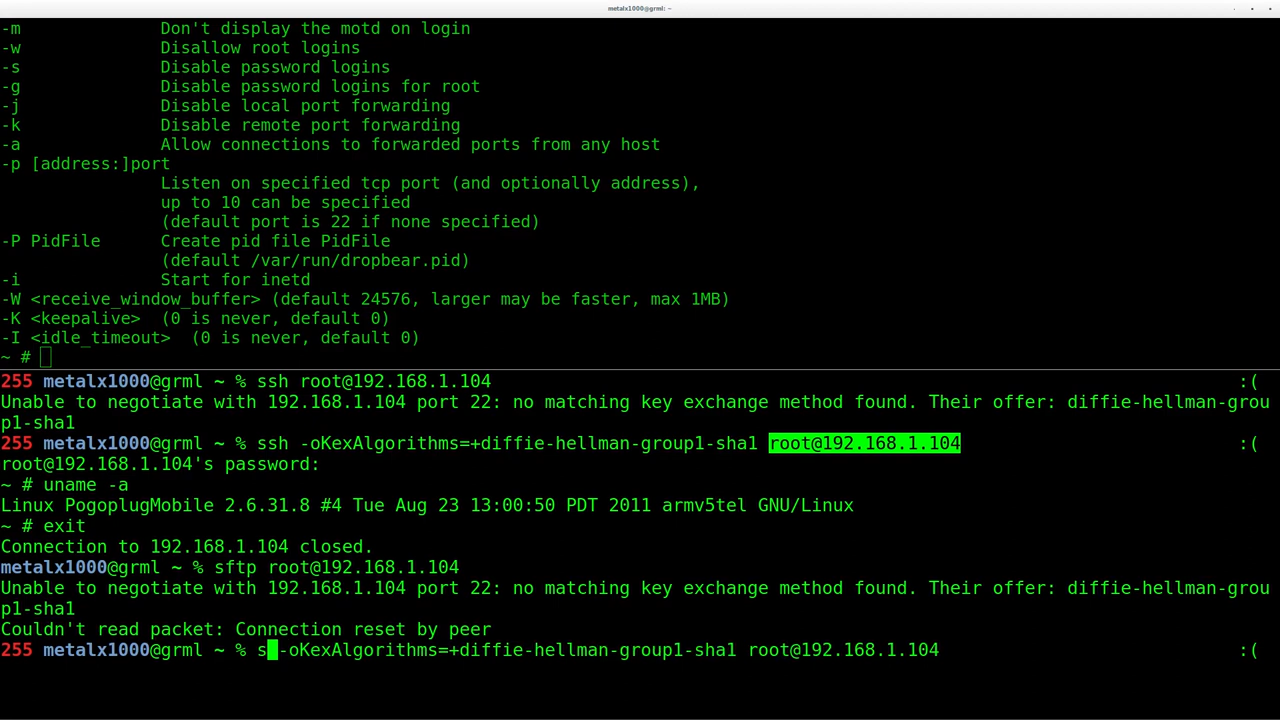 metalx1000@grml: ~
-m Don't display the motd on login
-w Disallow root logins
-s Disable password logins
-g Disable password logins for root
-j Disable local port forwarding
-k Disable remote port forwarding
-a Allow connections to forwarded ports from any host
-p [address:]port
Listen on specified tcp port (and optionally address),
up to 10 can be specified
(default port is 22 if none specified)
-P PidFile Create pid file PidFile
(default /var/run/dropbear.pid)
-i Start for inetd
-W <receive_window_buffer> (default 24576, larger may be faster, max 1MB)
-K <keepalive> (0 is never, default 0)
-I <idle_timeout> (0 is never, default 0)
~ #
255 metalx1000@grml ~ % ssh root@192.168.1.104 :(
Unable to negotiate with 192.168.1.104 port 22: no matching key exchange method found. Their offer: diffie-hellman-grou
p1-sha1
255 metalx1000@grml ~ % ssh -oKexAlgorithms=+diffie-hellman-group1-sha1 root@192.168.1.104 :(
root@192.168.1.104's password:
~ # uname -a
Linux PogoplugMobile 2.6.31.8 #4 Tue Aug 23 13:00:50 PDT 2011 armv5tel GNU/Linux
~ # exit
Connection to 192.168.1.104 closed.
metalx1000@grml ~ % sftp root@192.168.1.104
Unable to negotiate with 192.168.1.104 port 22: no matching key exchange method found. Their offer: diffie-hellman-grou
p1-sha1
Couldn't read packet: Connection reset by peer
255 metalx1000@grml ~ % s -oKexAlgorithms=+diffie-hellman-group1-sha1 root@192.168.1.104 :(